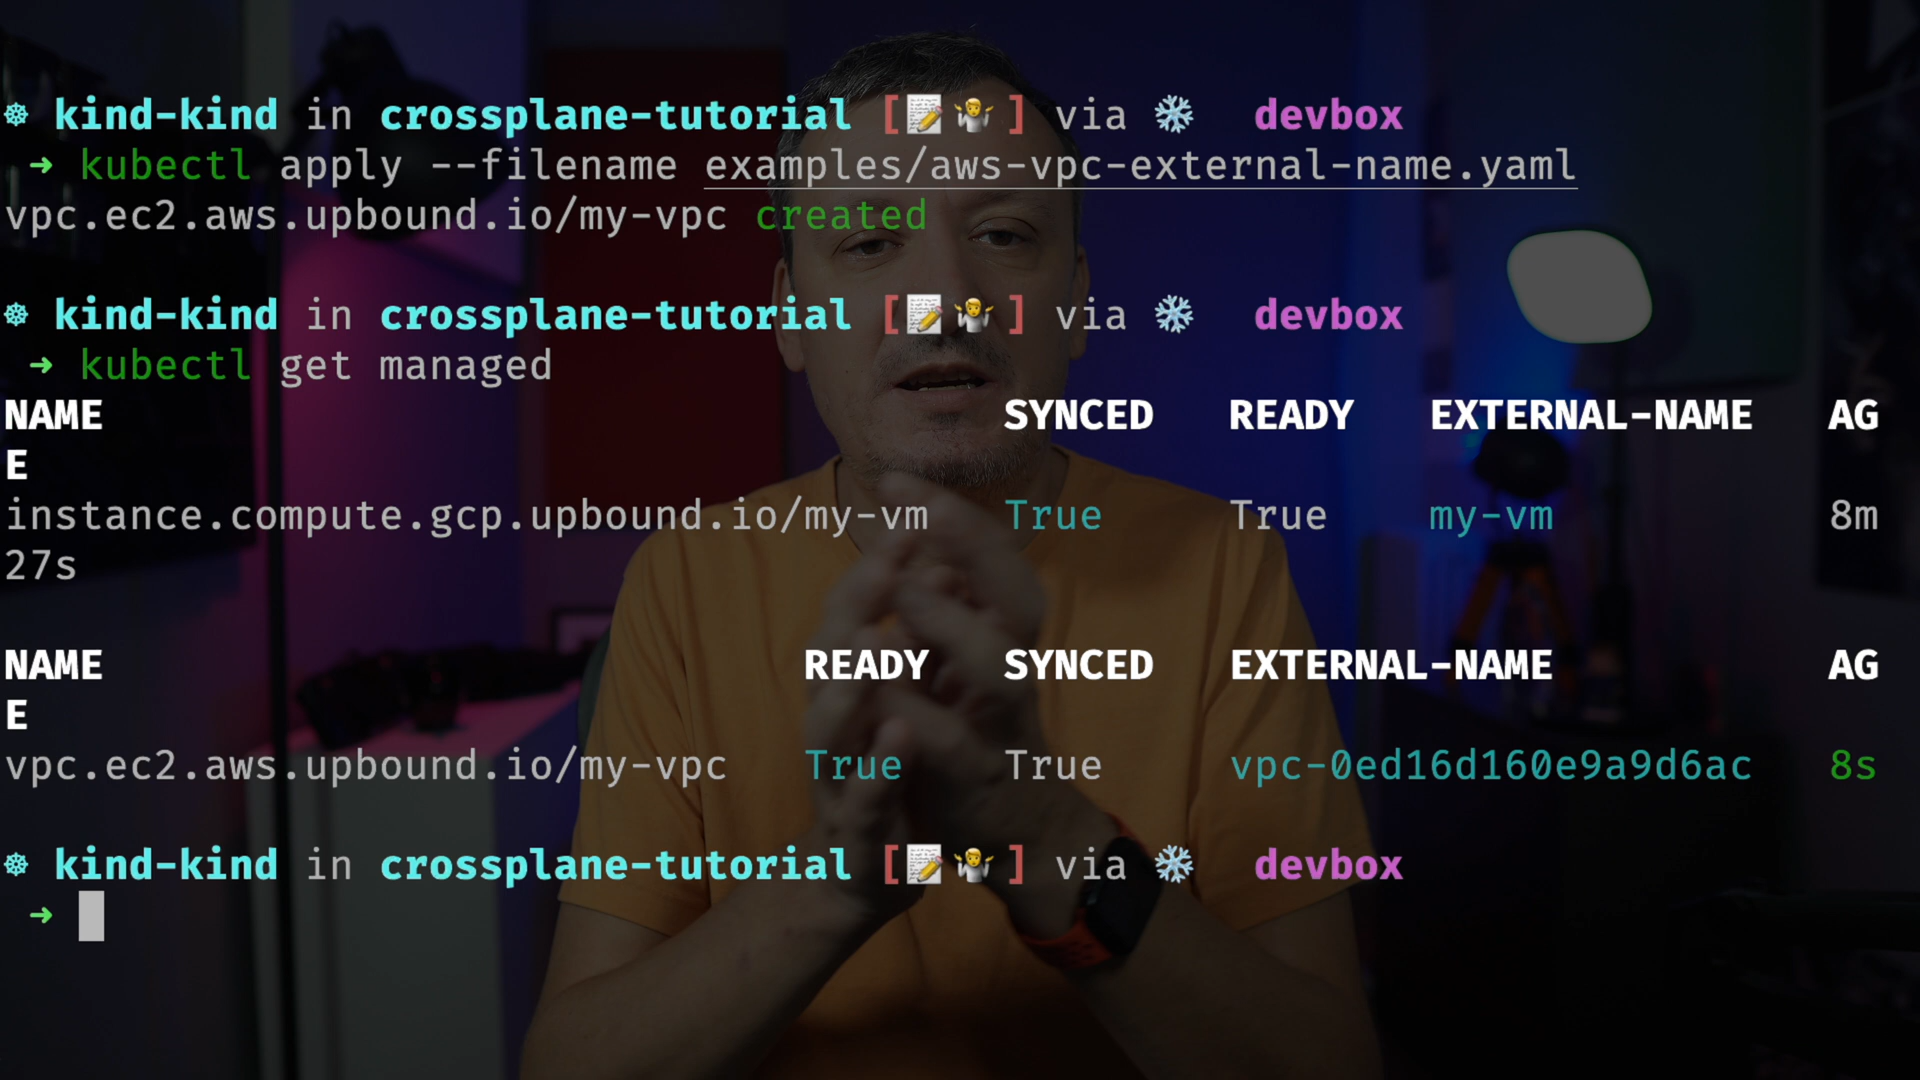 ☸ kind-kind in crossplane-tutorial [📝🤷] via ❄️ devbox
➜ kubectl apply --filename examples/aws-vpc-external-name.yaml
vpc.ec2.aws.upbound.io/my-vpc created
☸ kind-kind in crossplane-tutorial [📝🤷] via ❄️ devbox
➜ kubectl get managed
NAME SYNCED READY EXTERNAL-NAME AG
E
instance.compute.gcp.upbound.io/my-vm True True my-vm 8m
27s
NAME READY SYNCED EXTERNAL-NAME AG
E
vpc.ec2.aws.upbound.io/my-vpc True True vpc-0ed16d160e9a9d6ac 8s
☸ kind-kind in crossplane-tutorial [📝🤷] via ❄️ devbox
➜